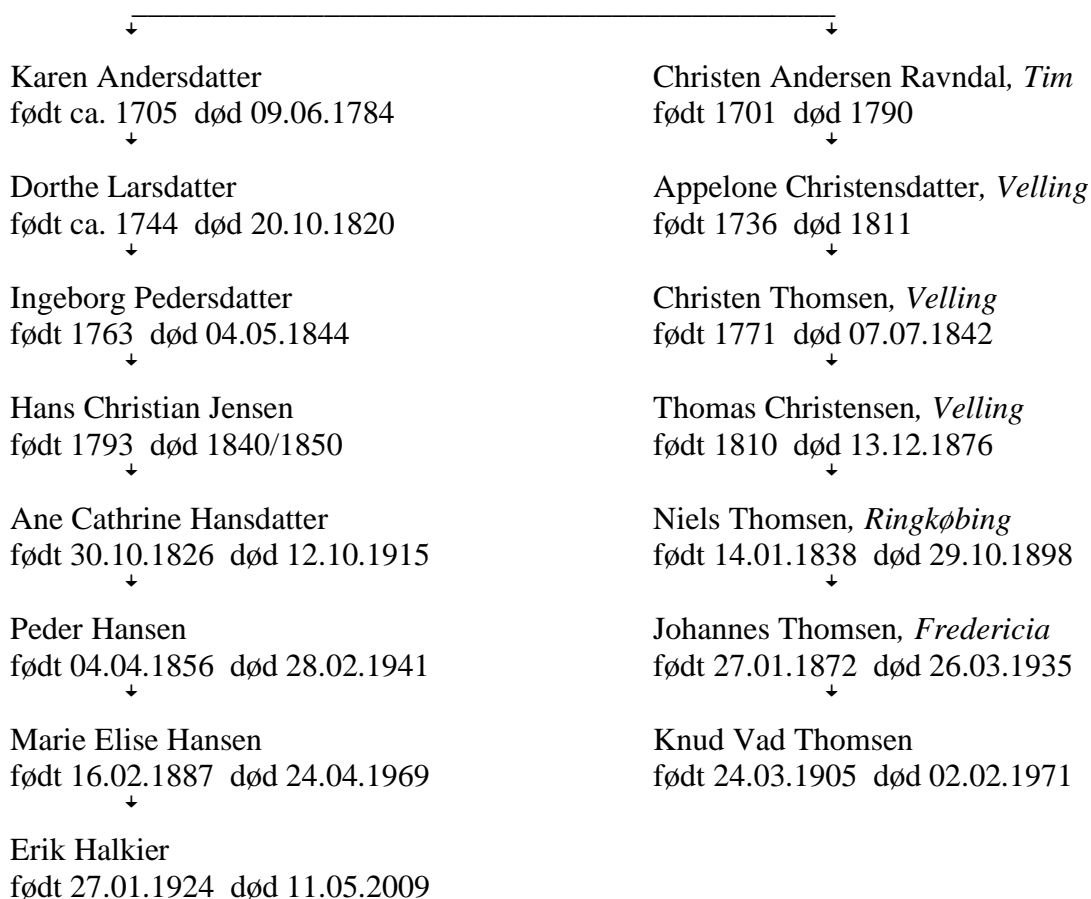 Karen Andersdatter
født ca. 1705 død 09.06.1784
Dorthe Larsdatter
født ca. 1744 død 20.10.1820
Ingeborg Pedersdatter
født 1763 død 04.05.1844
Hans Christian Jensen
født 1793 død 1840/1850
Ane Cathrine Hansdatter
født 30.10.1826 død 12.10.1915
Peder Hansen
født 04.04.1856 død 28.02.1941
Marie Elise Hansen
født 16.02.1887 død 24.04.1969
Erik Halkier
født 27.01.1924 død 11.05.2009
Christen Andersen Ravndal, Tim
født 1701 død 1790
Appelone Christensdatter, Velling
født 1736 død 1811
Christen Thomsen, Velling
født 1771 død 07.07.1842
Thomas Christensen, Velling
født 1810 død 13.12.1876
Niels Thomsen, Ringkøbing
født 14.01.1838 død 29.10.1898
Johannes Thomsen, Fredericia
født 27.01.1872 død 26.03.1935
Knud Vad Thomsen
født 24.03.1905 død 02.02.1971